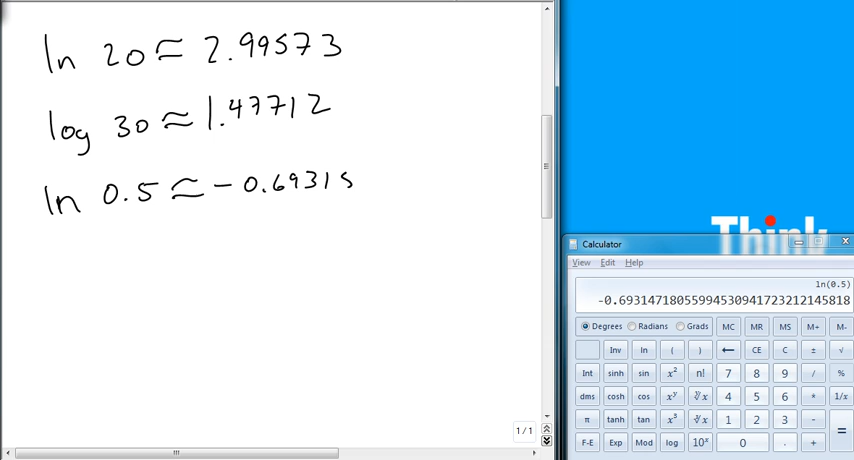 ln 20 ≈ 2.99573
log 30 ≈ 1.47712
ln 0.5 ≈ - 0.69315
1/1
Think
Calculator
View Edit Help
ln(0.5)
-0.69314718055994530941723212145818
Degrees Radians Grads MC MR MS M+ M-
Inv ln ( ) ← CE C ± √
Int sinh sin x² n! 7 8 9 / %
dms cosh cos xʸ ʸ√x 4 5 6 * 1/x
π tanh tan x³ ³√x 1 2 3 - =
F-E Exp Mod log 10ˣ 0 . +